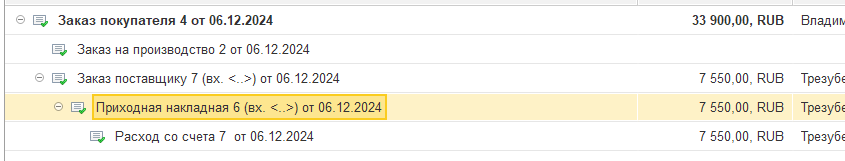 Заказ покупателя 4 от 06.12.2024 33 900,00, RUB Владим
Заказ на производство 2 от 06.12.2024
Заказ поставщику 7 (вх. <..>) от 06.12.2024 7 550,00, RUB Трезубе
Приходная накладная 6 (вх. <..>) от 06.12.2024 7 550,00, RUB Трезубе
Расход со счета 7 от 06.12.2024 7 550,00, RUB Трезубе